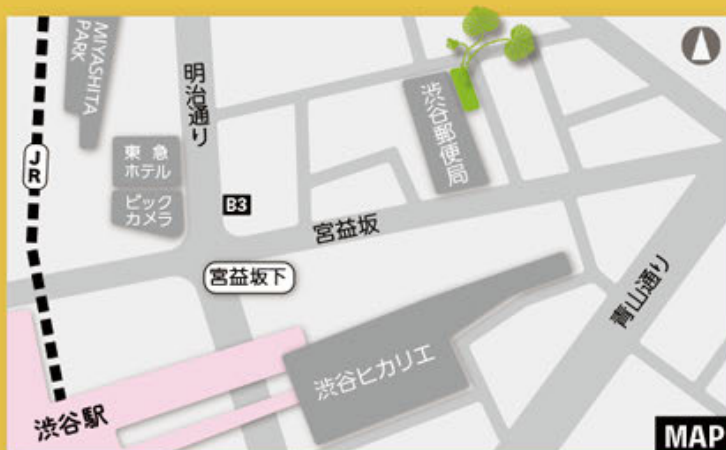 MIYASHITA
PARK
明治通り
渋谷郵便局
JR
東急
ホテル
ビック
カメラ
B3
宮益坂
宮益坂下
青山通り
渋谷ヒカリエ
渋谷駅
MAP